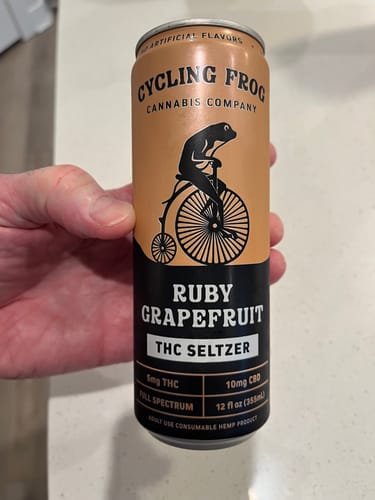 NO ARTIFICIAL FLAVORS
CYCLING FROG
CANNABIS COMPANY
RUBY
GRAPEFRUIT
THC SELTZER
5mg THC 10mg CBD
FULL SPECTRUM 12 fl oz (355mL)
ADULT USE CONSUMABLE HEMP PRODUCT